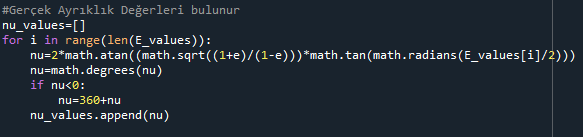 #Gerçek Ayrıklık Değerleri bulunur
nu_values=[]
for i in range(len(E_values)):
    nu=2*math.atan((math.sqrt((1+e)/(1-e)))*math.tan(math.radians(E_values[i]/2)))
    nu=math.degrees(nu)
    if nu<0:
        nu=360+nu
    nu_values.append(nu)